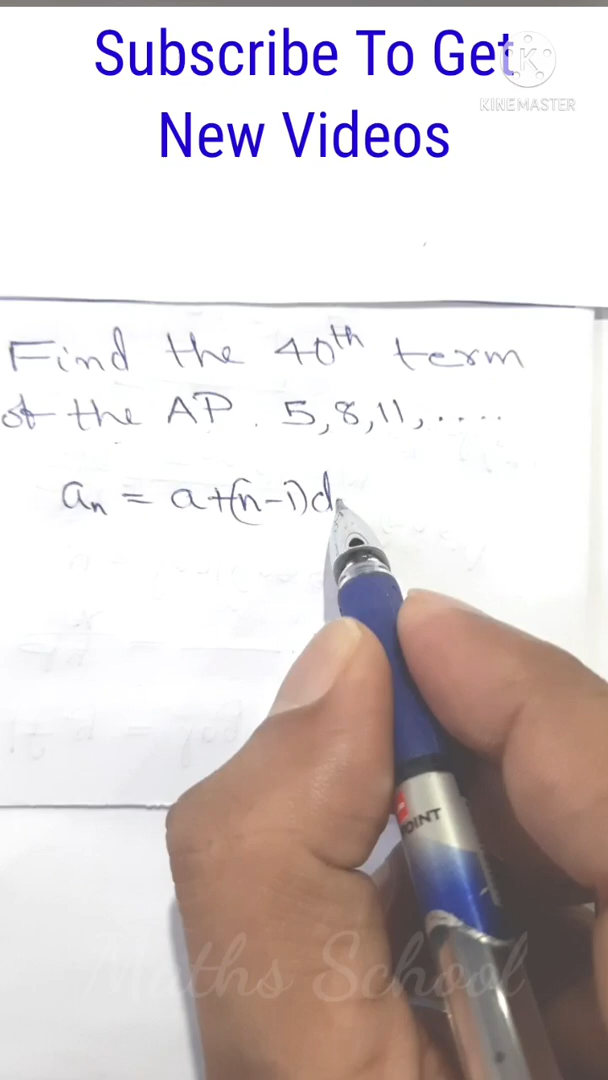 Subscribe To Get
New Videos
KINEMASTER
Find the 40th term
of the AP. 5,8,11,....
an = a+(n-1)d
POINT
Maths School